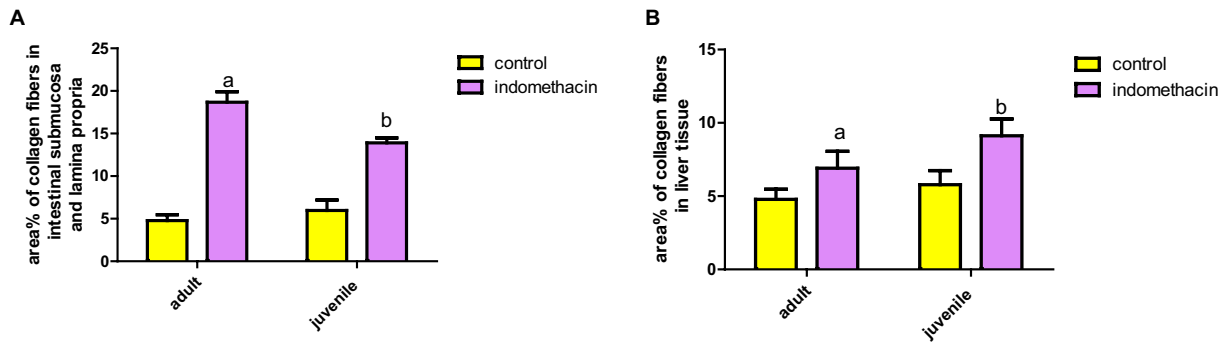 A
area% of collagen fibers in
intestinal submucosa
and lamina propria
25
20
15
10
5
0
a
b
adult
juvenile
control
indomethacin
B
area% of collagen fibers
in liver tissue
15
10
5
0
a
b
adult
juvenile
control
indomethacin